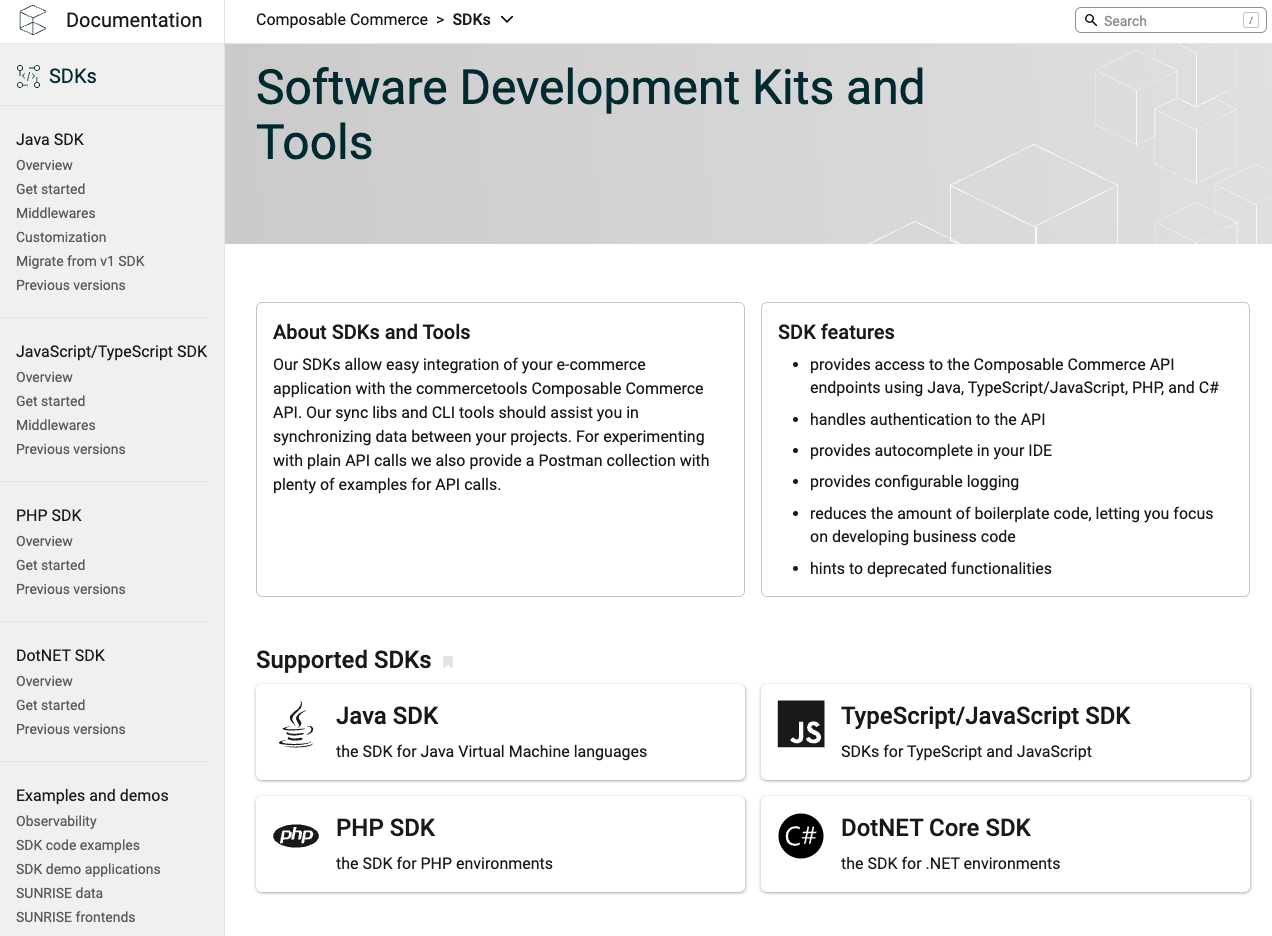 Documentation
Composable Commerce > SDKs
Search
/
SDKs
Java SDK
Overview
Get started
Middlewares
Customization
Migrate from v1 SDK
Previous versions
JavaScript/TypeScript SDK
Overview
Get started
Middlewares
Previous versions
PHP SDK
Overview
Get started
Previous versions
DotNET SDK
Overview
Get started
Previous versions
Examples and demos
Observability
SDK code examples
SDK demo applications
SUNRISE data
SUNRISE frontends
Software Development Kits and
Tools
About SDKs and Tools
Our SDKs allow easy integration of your e-commerce
application with the commercetools Composable Commerce
API. Our sync libs and CLI tools should assist you in
synchronizing data between your projects. For experimenting
with plain API calls we also provide a Postman collection with
plenty of examples for API calls.
SDK features
• provides access to the Composable Commerce API
endpoints using Java, TypeScript/JavaScript, PHP, and C#
• handles authentication to the API
• provides autocomplete in your IDE
• provides configurable logging
• reduces the amount of boilerplate code, letting you focus
on developing business code
• hints to deprecated functionalities
Supported SDKs
Java SDK
the SDK for Java Virtual Machine languages
JS
TypeScript/JavaScript SDK
SDKs for TypeScript and JavaScript
php
PHP SDK
the SDK for PHP environments
C#
DotNET Core SDK
the SDK for .NET environments